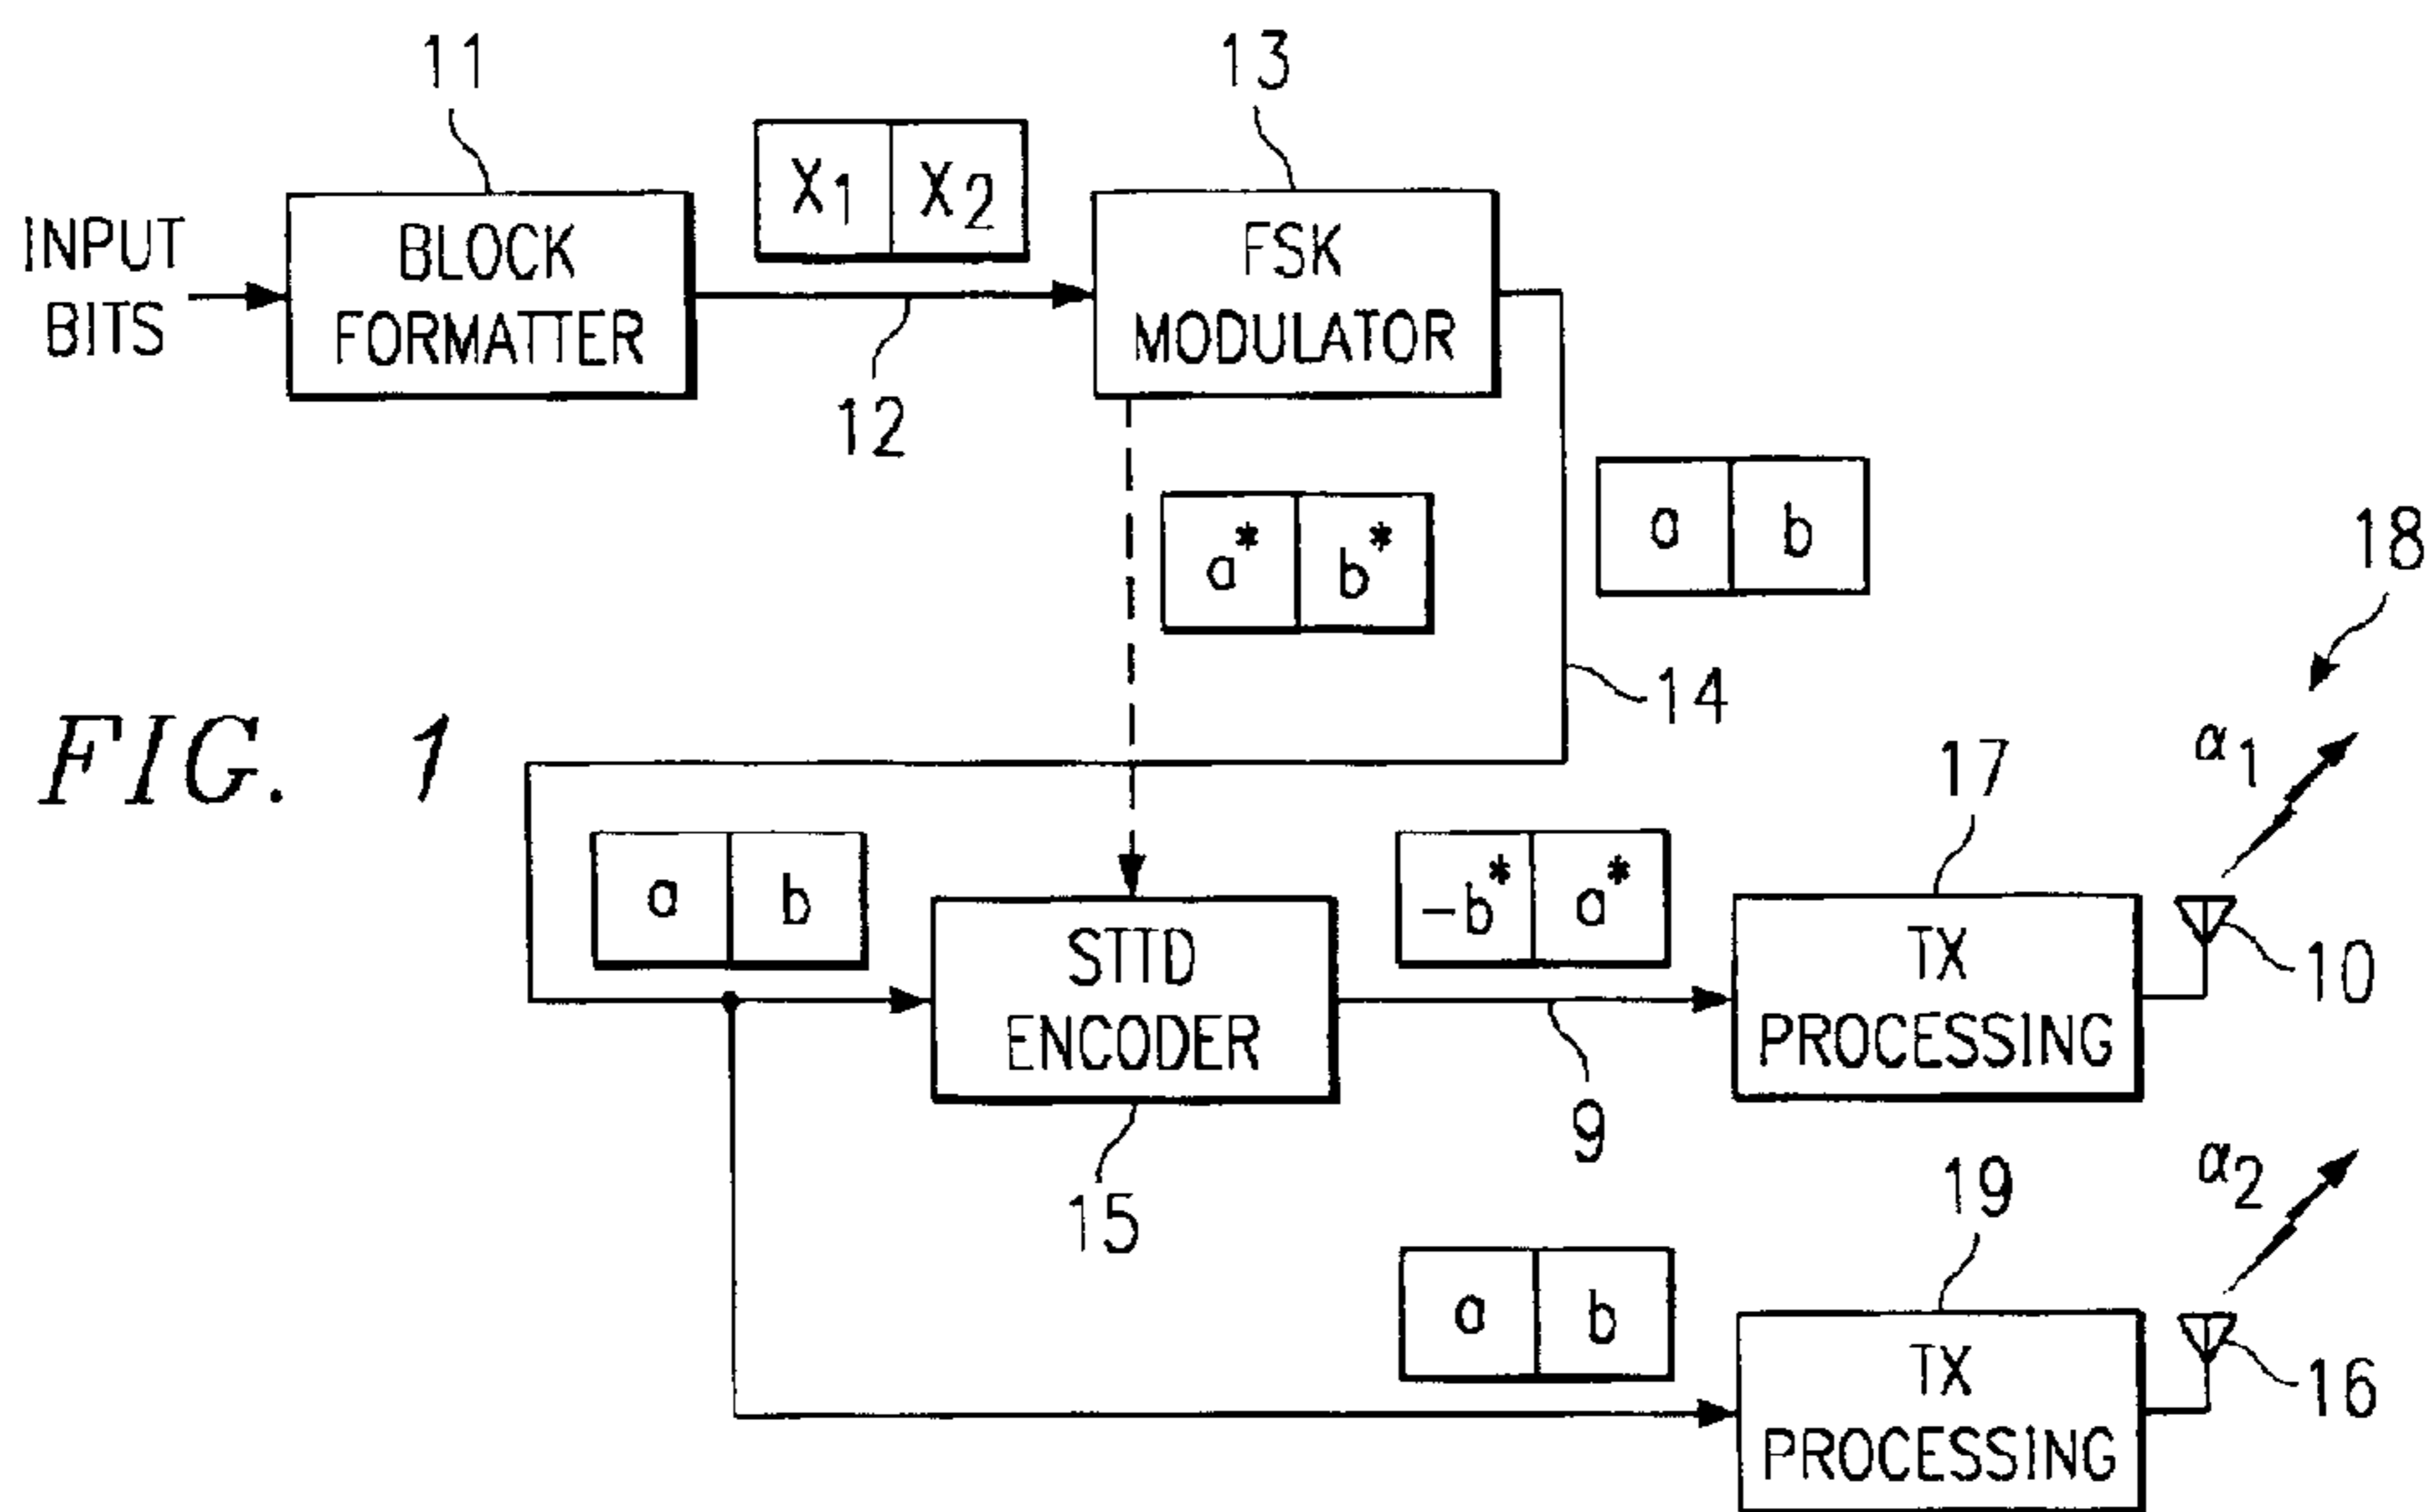 11
13
X1 X2
INPUT
BITS
BLOCK
FORMATTER
FSK
MODULATOR
12
a* b*
a b
18
14
FIG. 1
α1
17
a b
-b* a*
STTD
ENCODER
TX
PROCESSING
10
9
15
α2
19
a b
TX
PROCESSING
16